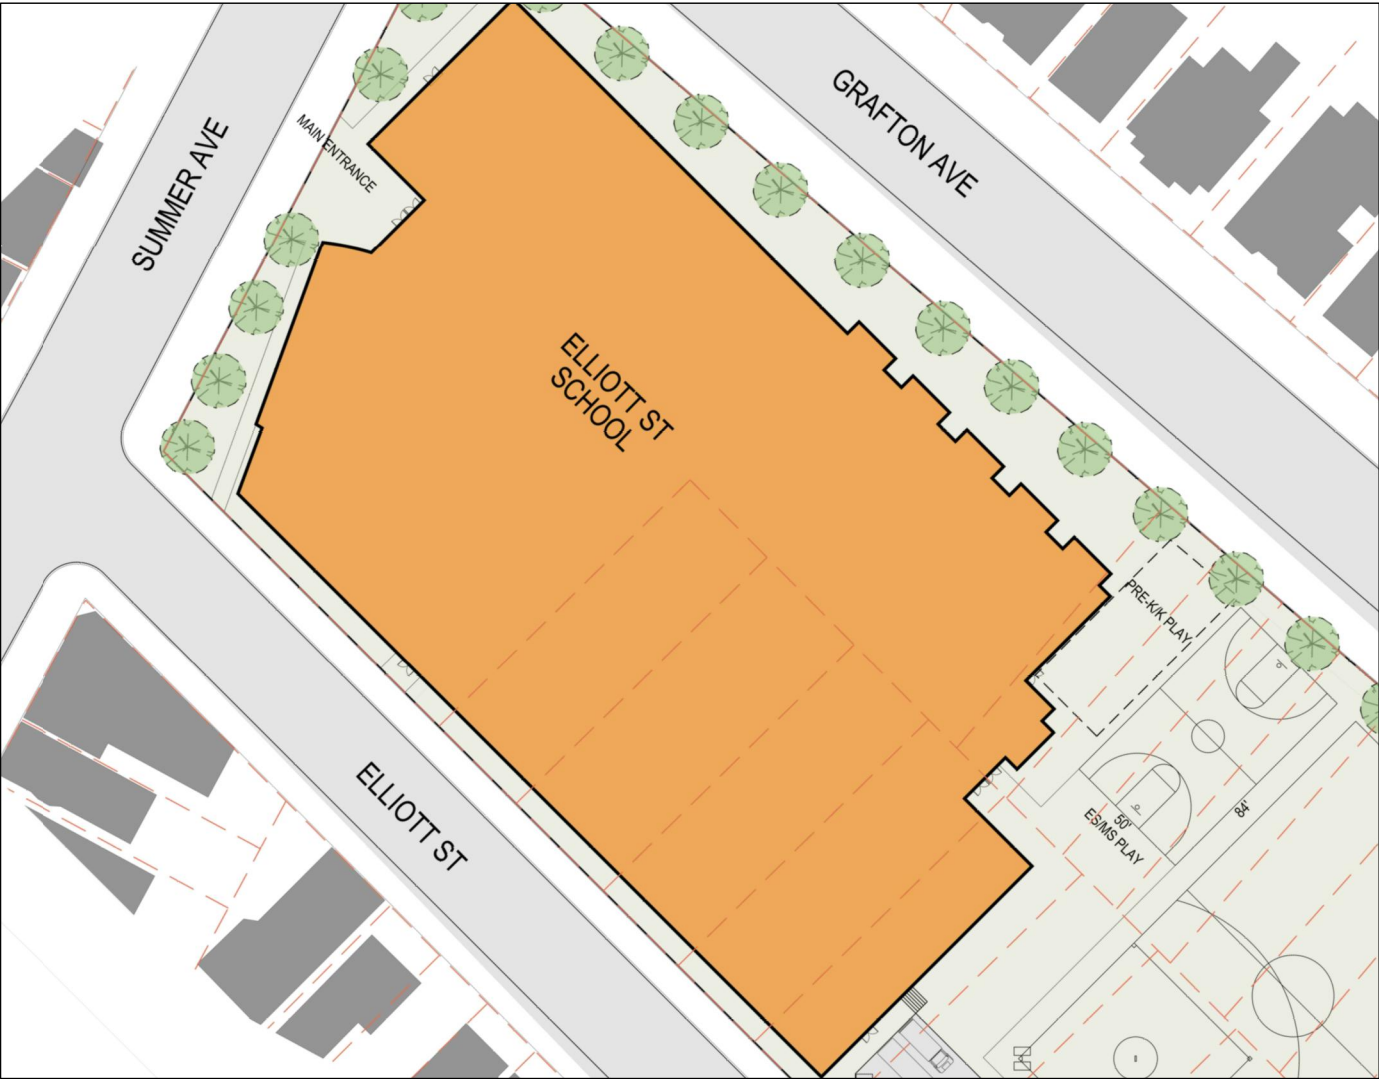 GRAFTON AVE
SUMMER AVE
MAIN ENTRANCE
ELLIOTT ST
SCHOOL
PRE-K/K PLAY
ELLIOTT ST
84'
50'
ES/MS PLAY